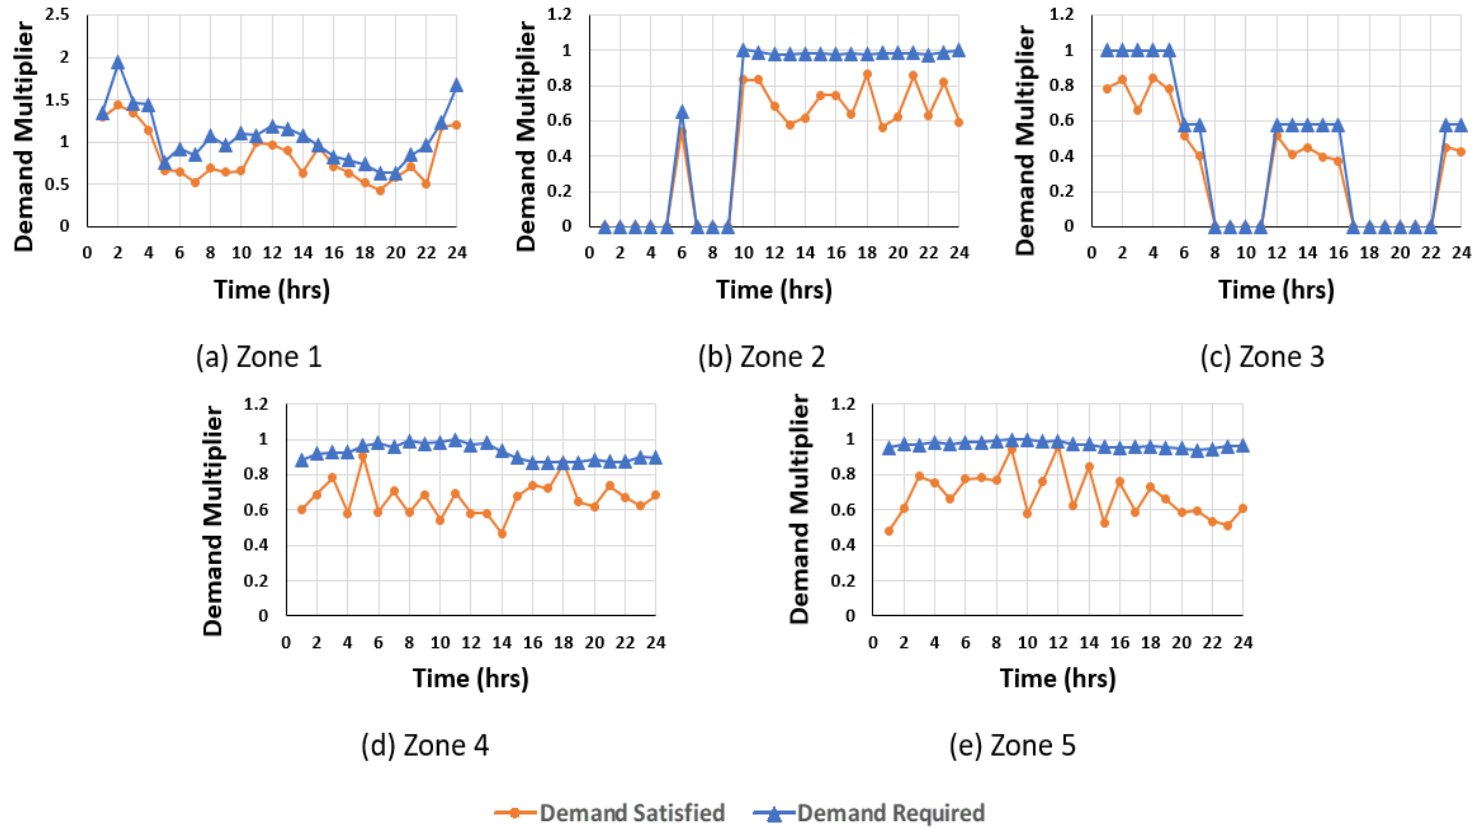 Demand Multiplier
2.5
2
1.5
1
0.5
0
0 2 4 6 8 10 12 14 16 18 20 22 24
Time (hrs)
(a) Zone 1
Demand Multiplier
1.2
1
0.8
0.6
0.4
0.2
0
0 2 4 6 8 10 12 14 16 18 20 22 24
Time (hrs)
(b) Zone 2
Demand Multiplier
1.2
1
0.8
0.6
0.4
0.2
0
0 2 4 6 8 10 12 14 16 18 20 22 24
Time (hrs)
(c) Zone 3
Demand Multiplier
1.2
1
0.8
0.6
0.4
0.2
0
0 2 4 6 8 10 12 14 16 18 20 22 24
Time (hrs)
(d) Zone 4
Demand Multiplier
1.2
1
0.8
0.6
0.4
0.2
0
0 2 4 6 8 10 12 14 16 18 20 22 24
Time (hrs)
(e) Zone 5
Demand Satisfied Demand Required